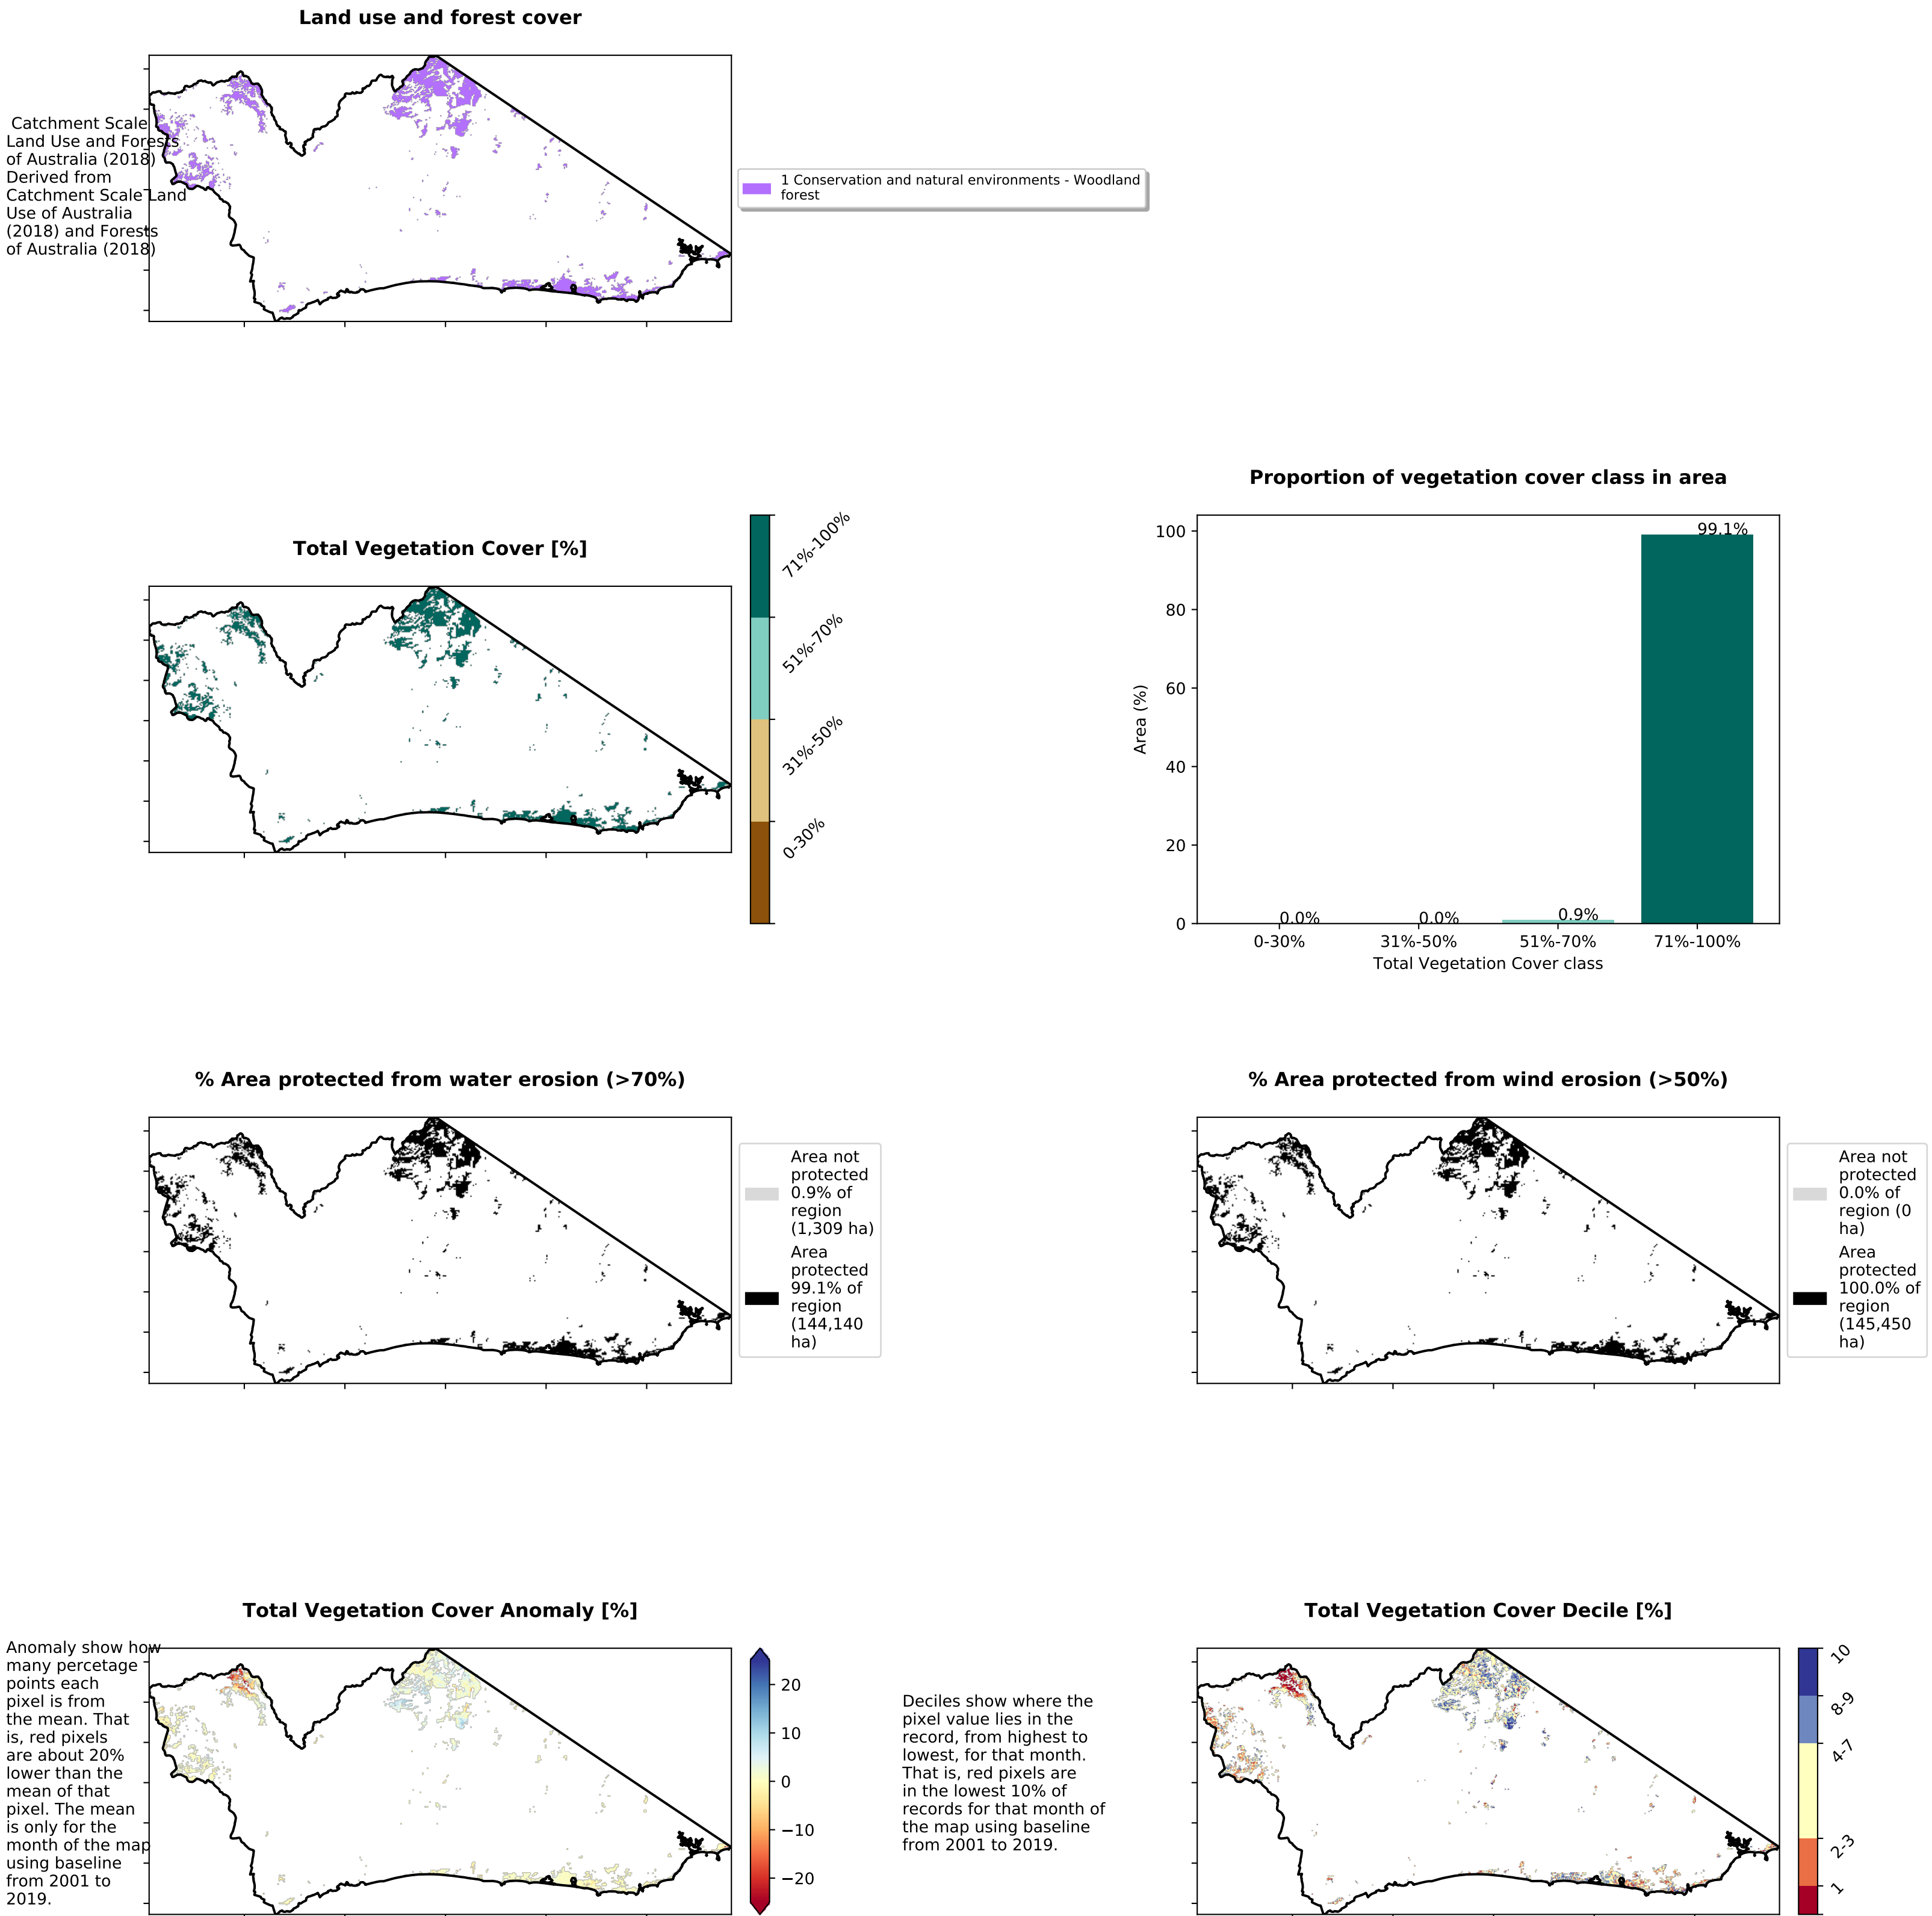 Land use and forest cover
Catchment Scale
Land Use and Forests
of Australia (2018)
Derived from
Catchment Scale Land
Use of Australia
(2018) and Forests
of Australia (2018)
1 Conservation and natural environments - Woodland
forest
Total Vegetation Cover [%]
71%-100%
51%-70%
31%-50%
0-30%
Proportion of vegetation cover class in area
Area (%)
100
80
60
40
20
0
0.0%
0.0%
0.9%
99.1%
0-30%
31%-50%
51%-70%
71%-100%
Total Vegetation Cover class
% Area protected from water erosion (>70%)
Area not
protected
0.9% of
region
(1,309 ha)
Area
protected
99.1% of
region
(144,140
ha)
% Area protected from wind erosion (>50%)
Area not
protected
0.0% of
region (0
ha)
Area
protected
100.0% of
region
(145,450
ha)
Total Vegetation Cover Anomaly [%]
Anomaly show how
many percetage
points each
pixel is from
the mean. That
is, red pixels
are about 20%
lower than the
mean of that
pixel. The mean
is only for the
month of the map
using baseline
from 2001 to
2019.
20
10
0
−10
−20
Total Vegetation Cover Decile [%]
Deciles show where the
pixel value lies in the
record, from highest to
lowest, for that month.
That is, red pixels are
in the lowest 10% of
records for that month of
the map using baseline
from 2001 to 2019.
10
8-9
4-7
2-3
1